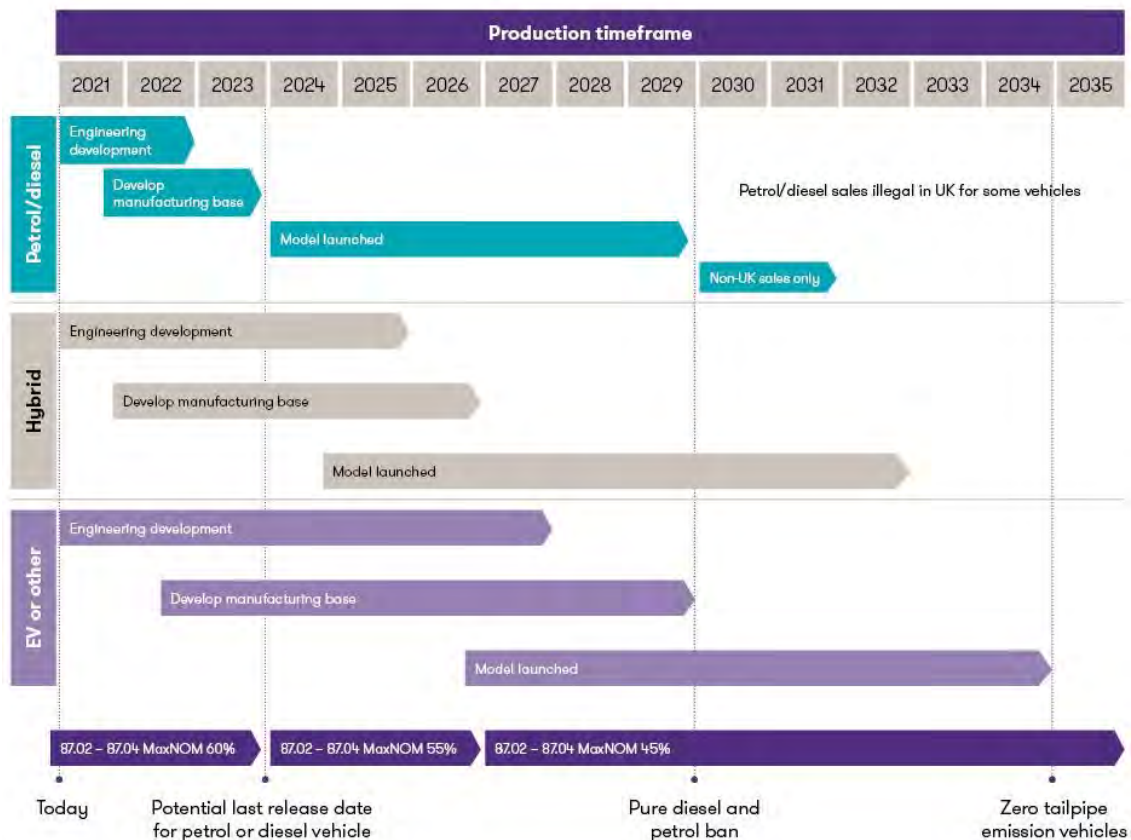 Production timeframe
2021 2022 2023 2024 2025 2026 2027 2028 2029 2030 2031 2032 2033 2034 2035
Petrol/diesel
Engineering
development
Develop
manufacturing base
Petrol/diesel sales illegal in UK for some vehicles
Model launched
Non-UK sales only
Hybrid
Engineering development
Develop manufacturing base
Model launched
EV or other
Engineering development
Develop manufacturing base
Model launched
87.02 – 87.04 MaxNOM 60%
87.02 – 87.04 MaxNOM 55%
87.02 – 87.04 MaxNOM 45%
Today
Potential last release date
for petrol or diesel vehicle
Pure diesel and
petrol ban
Zero tailpipe
emission vehicles